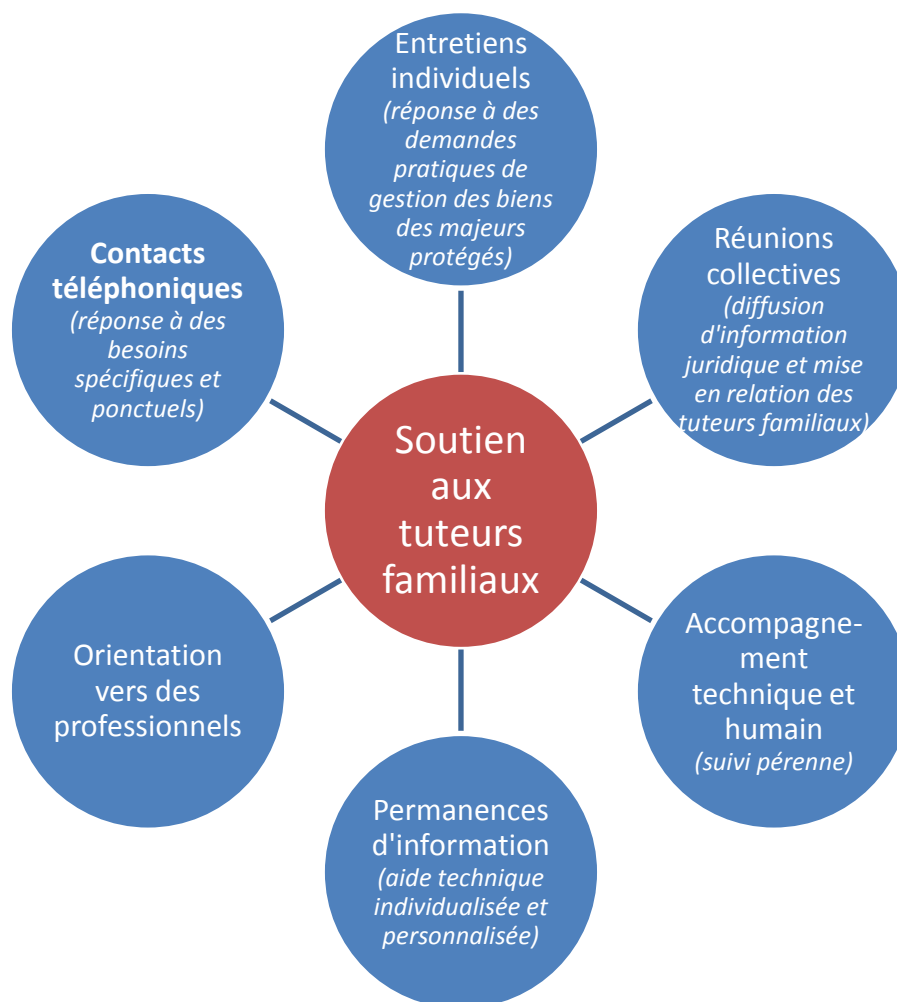 Entretiens
individuels
(réponse à des
demandes
pratiques de
gestion des biens
des majeurs
protégés)
Réunions
collectives
(diffusion
d'information
juridique et mise
en relation des
tuteurs familiaux)
Accompagne-
ment
technique et
humain
(suivi pérenne)
Permanences
d'information
(aide technique
individualisée et
personnalisée)
Orientation
vers des
professionnels
Contacts
téléphoniques
(réponse à des
besoins
spécifiques et
ponctuels)
Soutien
aux
tuteurs
familiaux